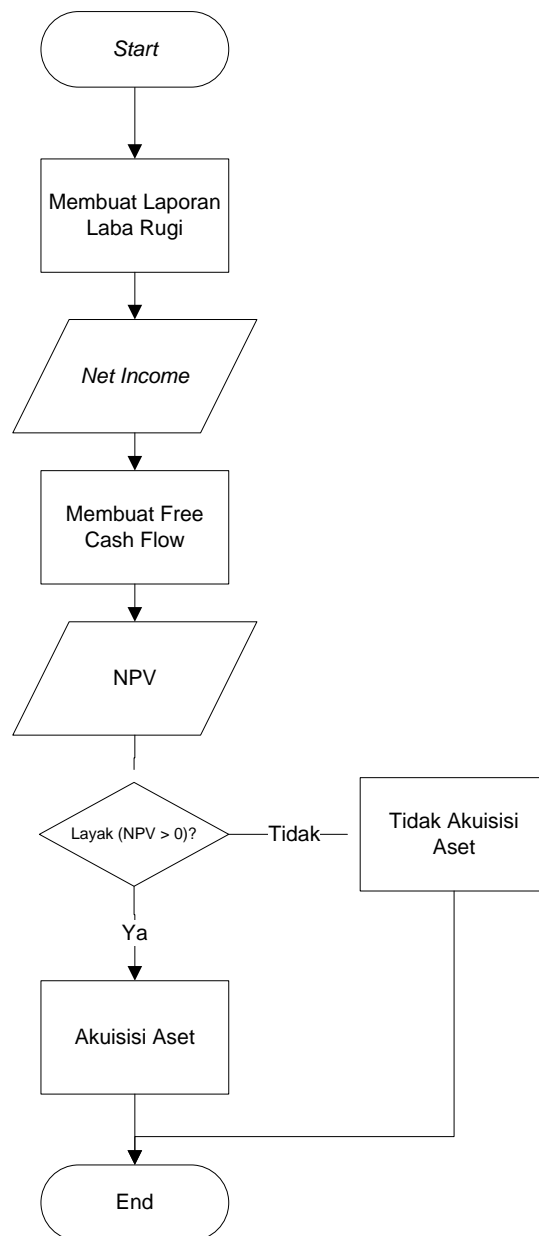 Start
Membuat Laporan
Laba Rugi
Net Income
Membuat Free
Cash Flow
NPV
Layak (NPV > 0)?
Tidak
Tidak Akuisisi
Aset
Ya
Akuisisi Aset
End